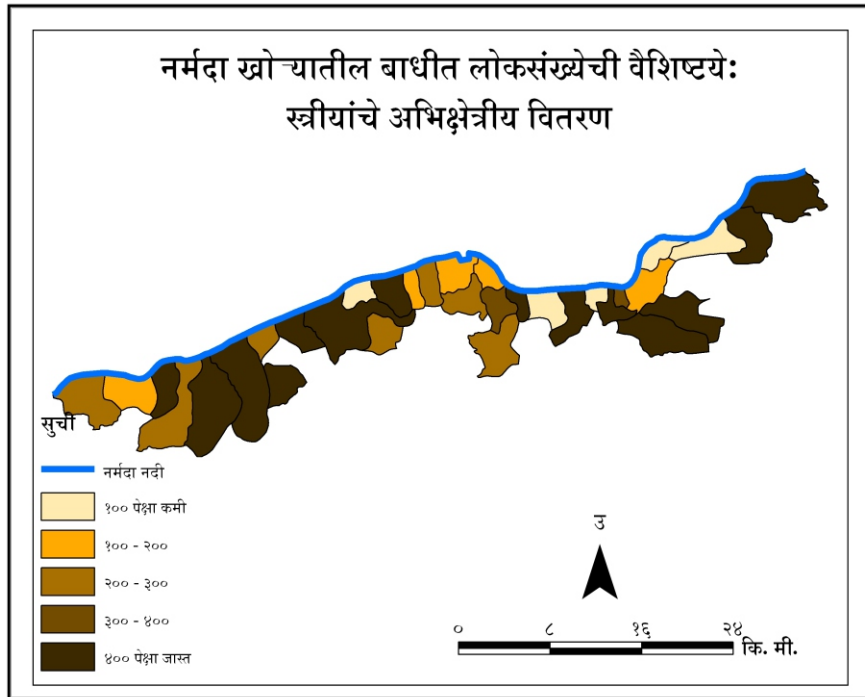 नर्मदा खोऱ्यातील बाधीत लोकसंख्येची वैशिष्टये:
स्त्रीयांचे अभिक्षेत्रीय वितरण
सुची
नर्मदा नदी
१०० पेक्षा कमी
१०० - २००
२०० - ३००
३०० - ४००
४०० पेक्षा जास्त
उ
० ८ १६ २४
कि. मी.